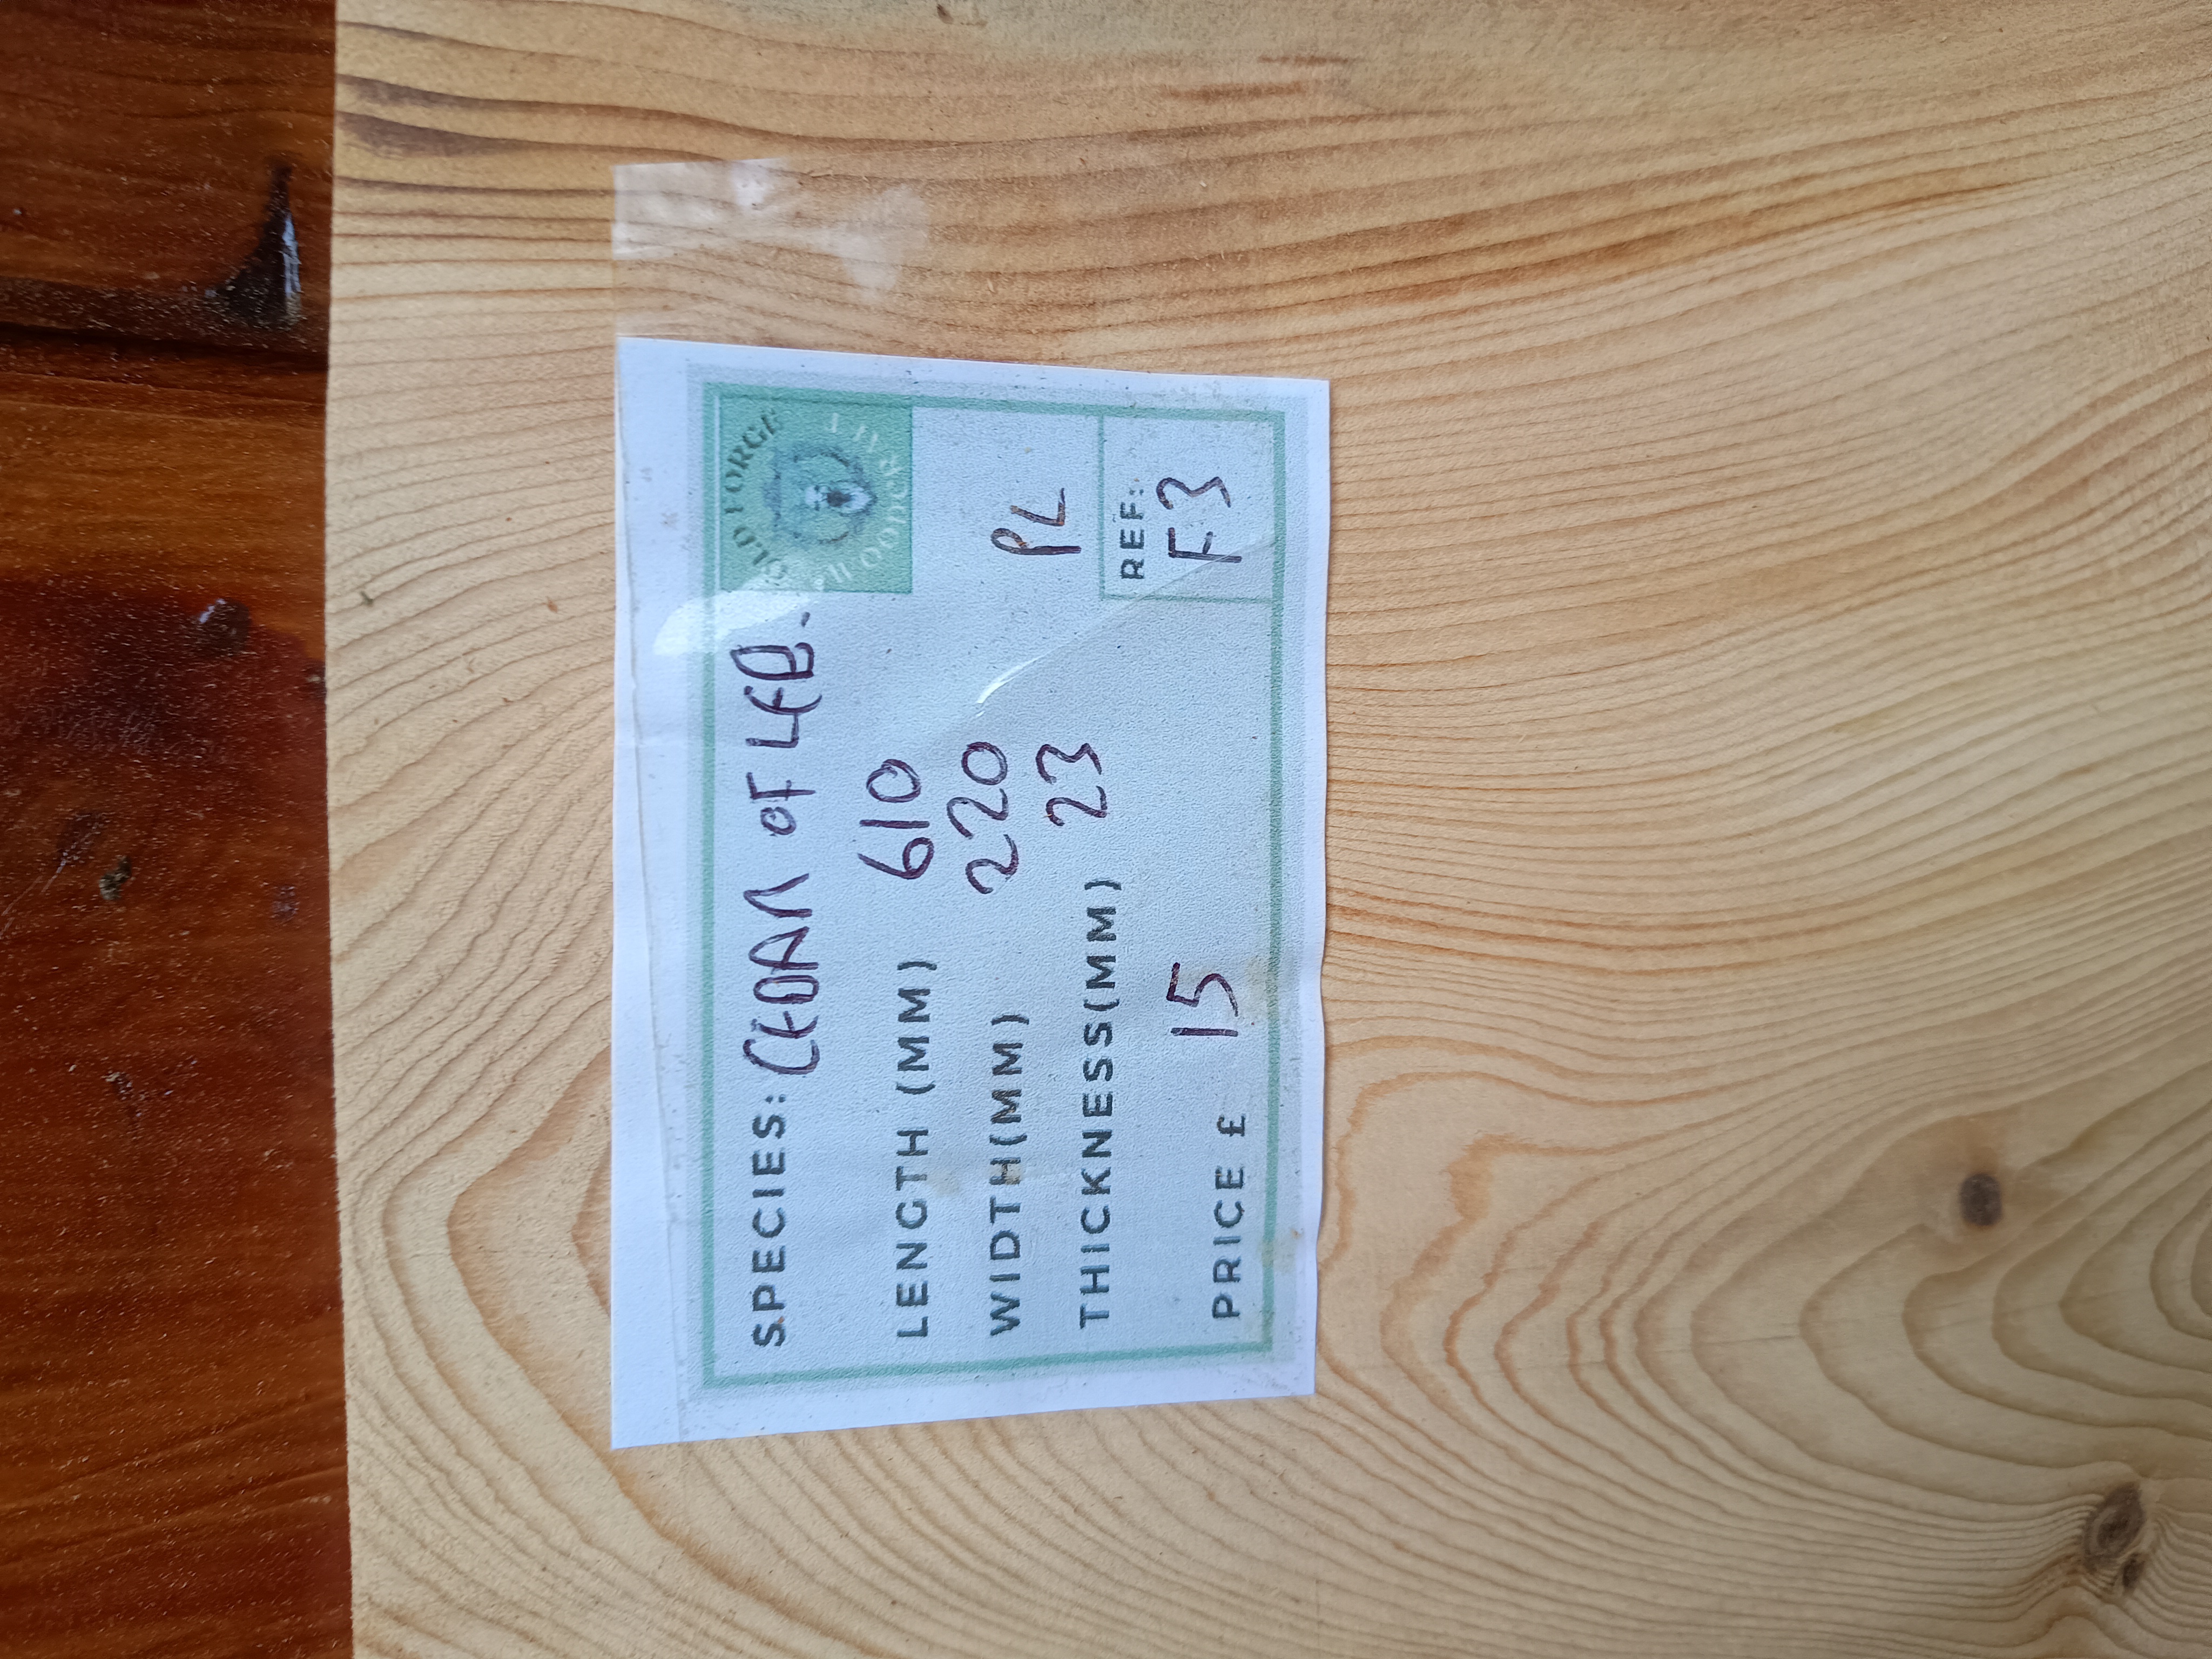 SPECIES: CEDAR OF LEB.
LENGTH (MM) 610
WIDTH(MM) 220
THICKNESS(MM) 23
PL
PRICE £ 15
REF:
F3
OLD FORGE